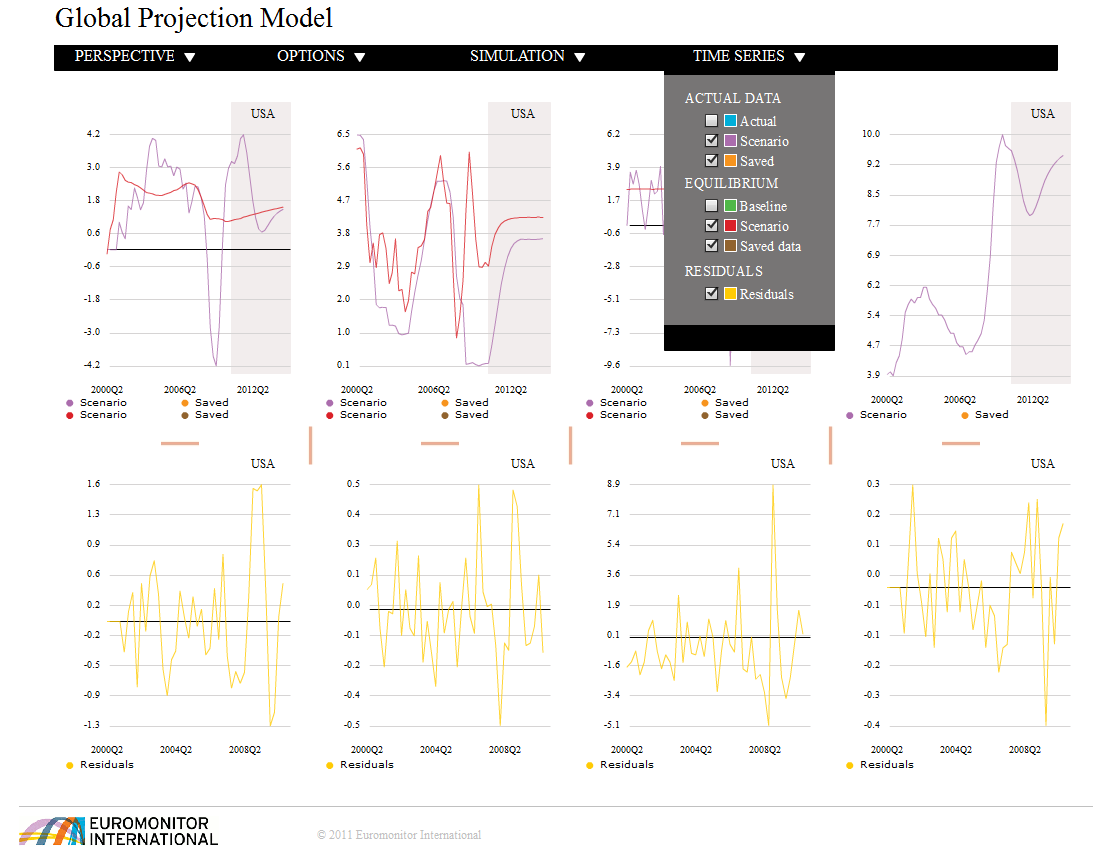 Global Projection Model
PERSPECTIVE ▼ OPTIONS ▼ SIMULATION ▼ TIME SERIES ▼
ACTUAL DATA
Actual
Scenario
Saved
EQUILIBRIUM
Baseline
Scenario
Saved data
RESIDUALS
Residuals
USA
4.2
3.0
1.8
0.6
-0.6
-1.8
-3.0
-4.2
2000Q2 2006Q2 2012Q2
Scenario Saved
Scenario Saved
USA
6.5
5.6
4.7
3.8
2.9
2.0
1.0
0.1
2000Q2 2006Q2 2012Q2
Scenario Saved
Scenario Saved
6.2
3.9
1.7
-0.6
-2.8
-5.1
-7.3
-9.6
2000Q2 2006Q2 2012Q2
Scenario Saved
Scenario Saved
USA
10.0
9.2
8.5
7.7
6.9
6.2
5.4
4.7
3.9
2000Q2 2006Q2 2012Q2
Scenario Saved
USA
1.6
1.3
0.9
0.6
0.2
-0.2
-0.5
-0.9
-1.3
2000Q2 2004Q2 2008Q2
Residuals
USA
0.5
0.4
0.3
0.1
0.0
-0.1
-0.2
-0.4
-0.5
2000Q2 2004Q2 2008Q2
Residuals
USA
8.9
7.1
5.4
3.6
1.9
0.1
-1.6
-3.4
-5.1
2000Q2 2004Q2 2008Q2
Residuals
USA
0.3
0.2
0.1
0.0
-0.1
-0.1
-0.2
-0.3
-0.4
2000Q2 2004Q2 2008Q2
Residuals
EUROMONITOR
INTERNATIONAL
© 2011 Euromonitor International